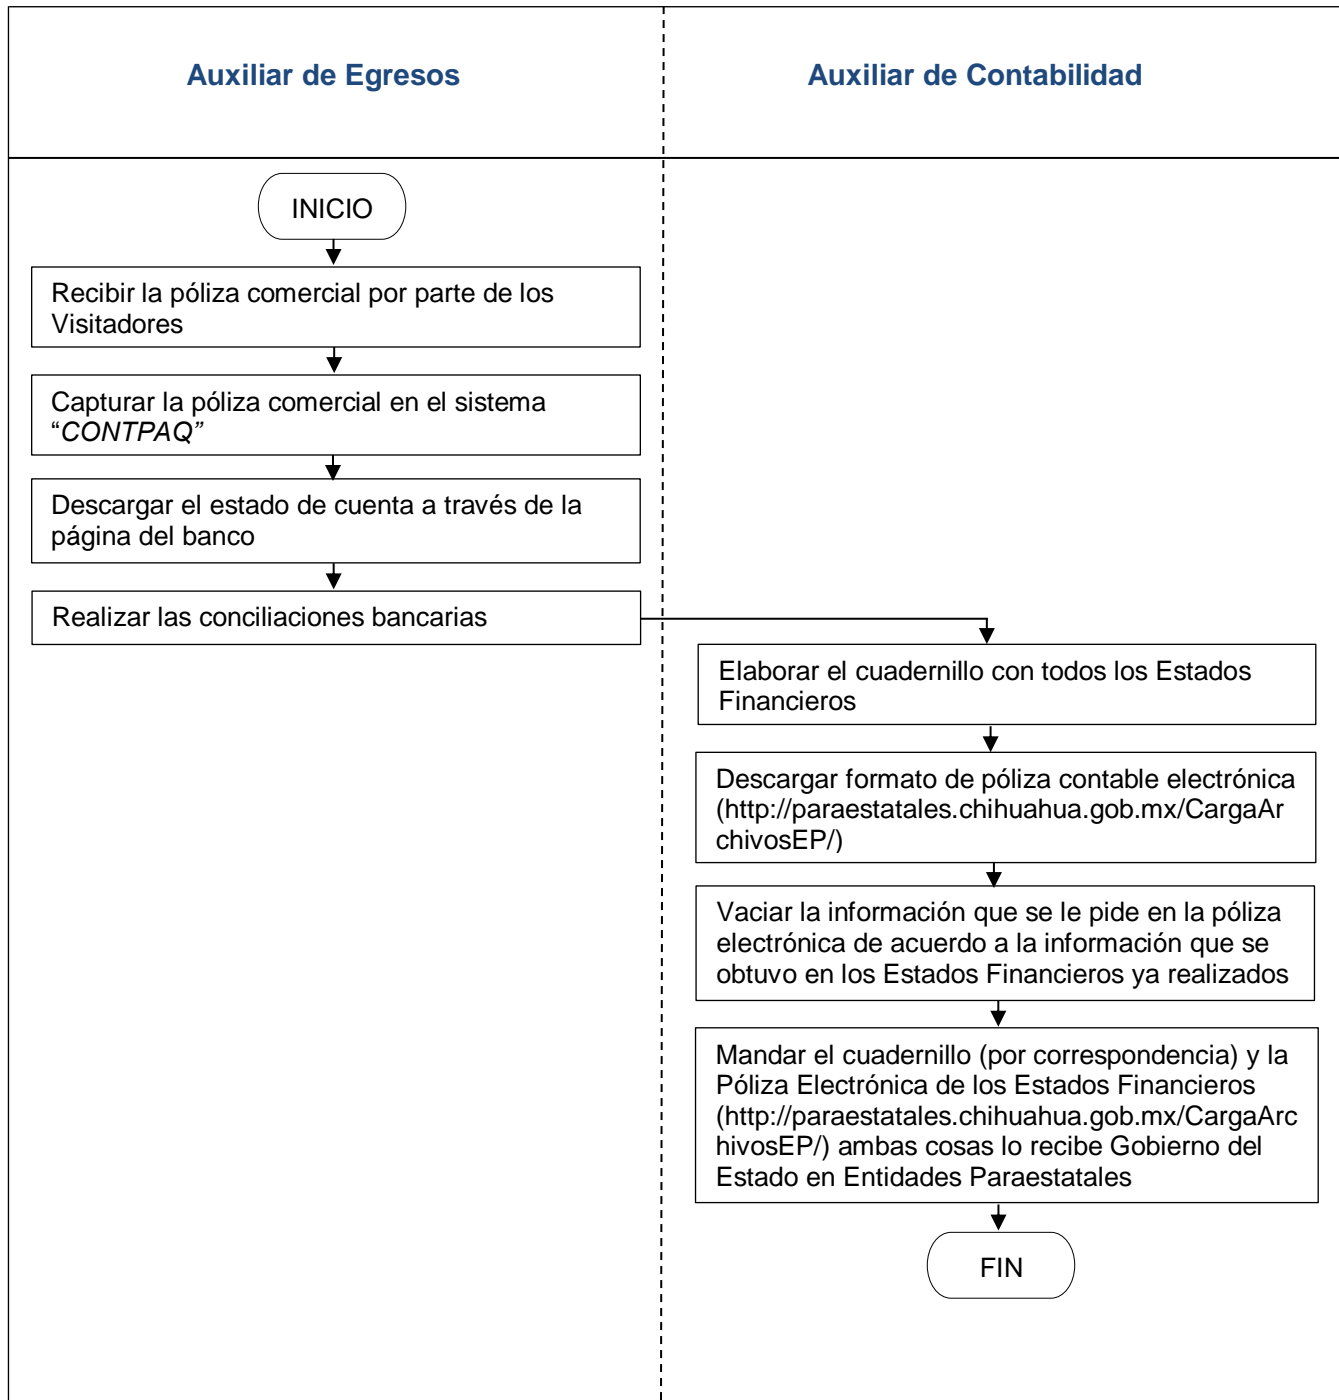 Auxiliar de Egresos
Auxiliar de Contabilidad
INICIO
Recibir la póliza comercial por parte de los
Visitadores
Capturar la póliza comercial en el sistema
“CONTPAQ”
Descargar el estado de cuenta a través de la
página del banco
Realizar las conciliaciones bancarias
Elaborar el cuadernillo con todos los Estados
Financieros
Descargar formato de póliza contable electrónica
(http://paraestatales.chihuahua.gob.mx/CargaAr
chivosEP/)
Vaciar la información que se le pide en la póliza
electrónica de acuerdo a la información que se
obtuvo en los Estados Financieros ya realizados
Mandar el cuadernillo (por correspondencia) y la
Póliza Electrónica de los Estados Financieros
(http://paraestatales.chihuahua.gob.mx/CargaArc
hivosEP/) ambas cosas lo recibe Gobierno del
Estado en Entidades Paraestatales
FIN